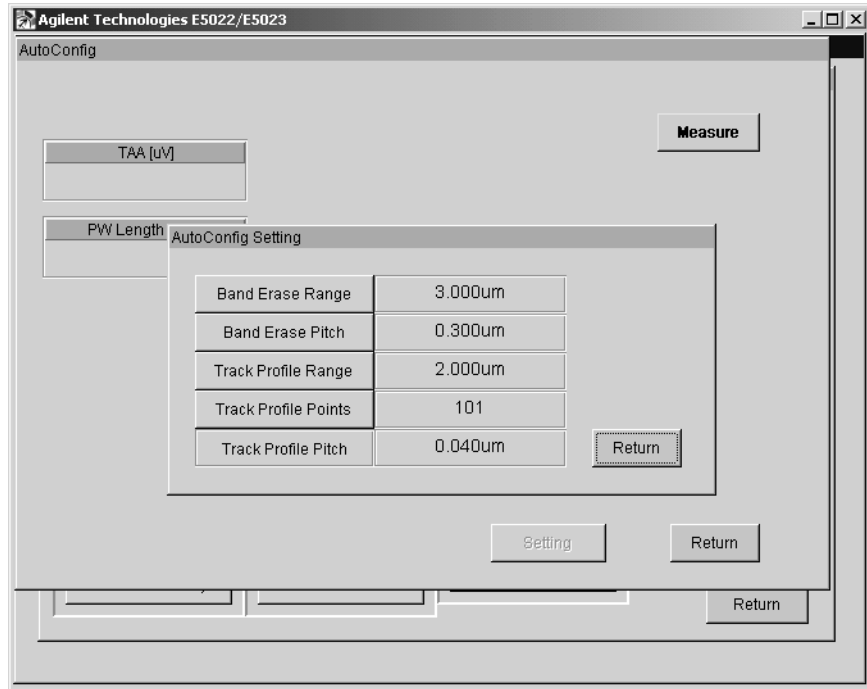 Agilent Technologies E5022/E5023
AutoConfig
Measure
TAA [uV]
PW Length
AutoConfig Setting
Band Erase Range 3.000um
Band Erase Pitch 0.300um
Track Profile Range 2.000um
Track Profile Points 101
Track Profile Pitch 0.040um
Return
Setting
Return
Return